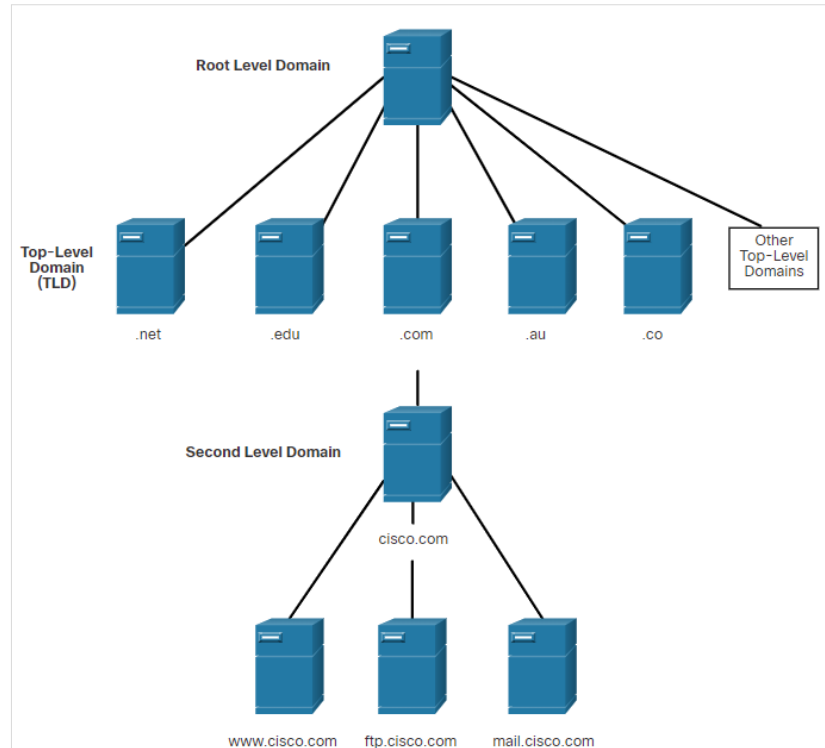 Root Level Domain
Top-Level
Domain
(TLD)
Other
Top-Level
Domains
.net
.edu
.com
.au
.co
Second Level Domain
cisco.com
www.cisco.com
ftp.cisco.com
mail.cisco.com